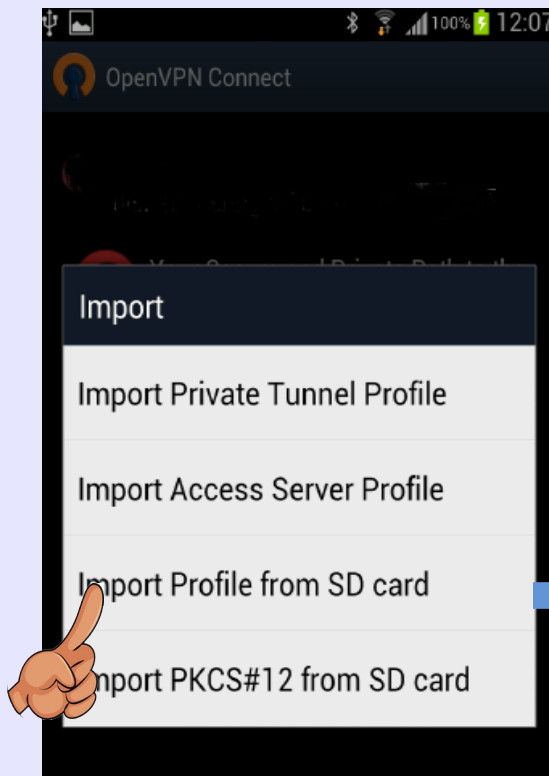 100% 12:07
OpenVPN Connect
Import
Import Private Tunnel Profile
Import Access Server Profile
Import Profile from SD card
Import PKCS#12 from SD card